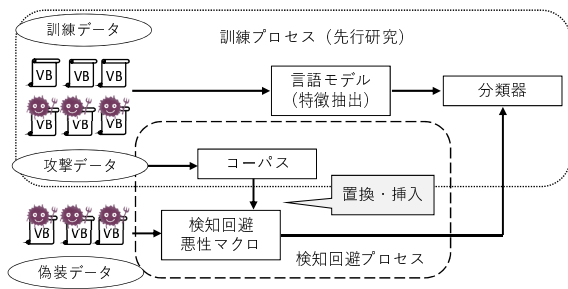 訓練データ
訓練プロセス（先行研究）
VB VB VB
VB VB VB
言語モデル
（特徴抽出）
分類器
攻撃データ
コーパス
置換・挿入
VB VB VB
検知回避
悪性マクロ
検知回避プロセス
偽装データ